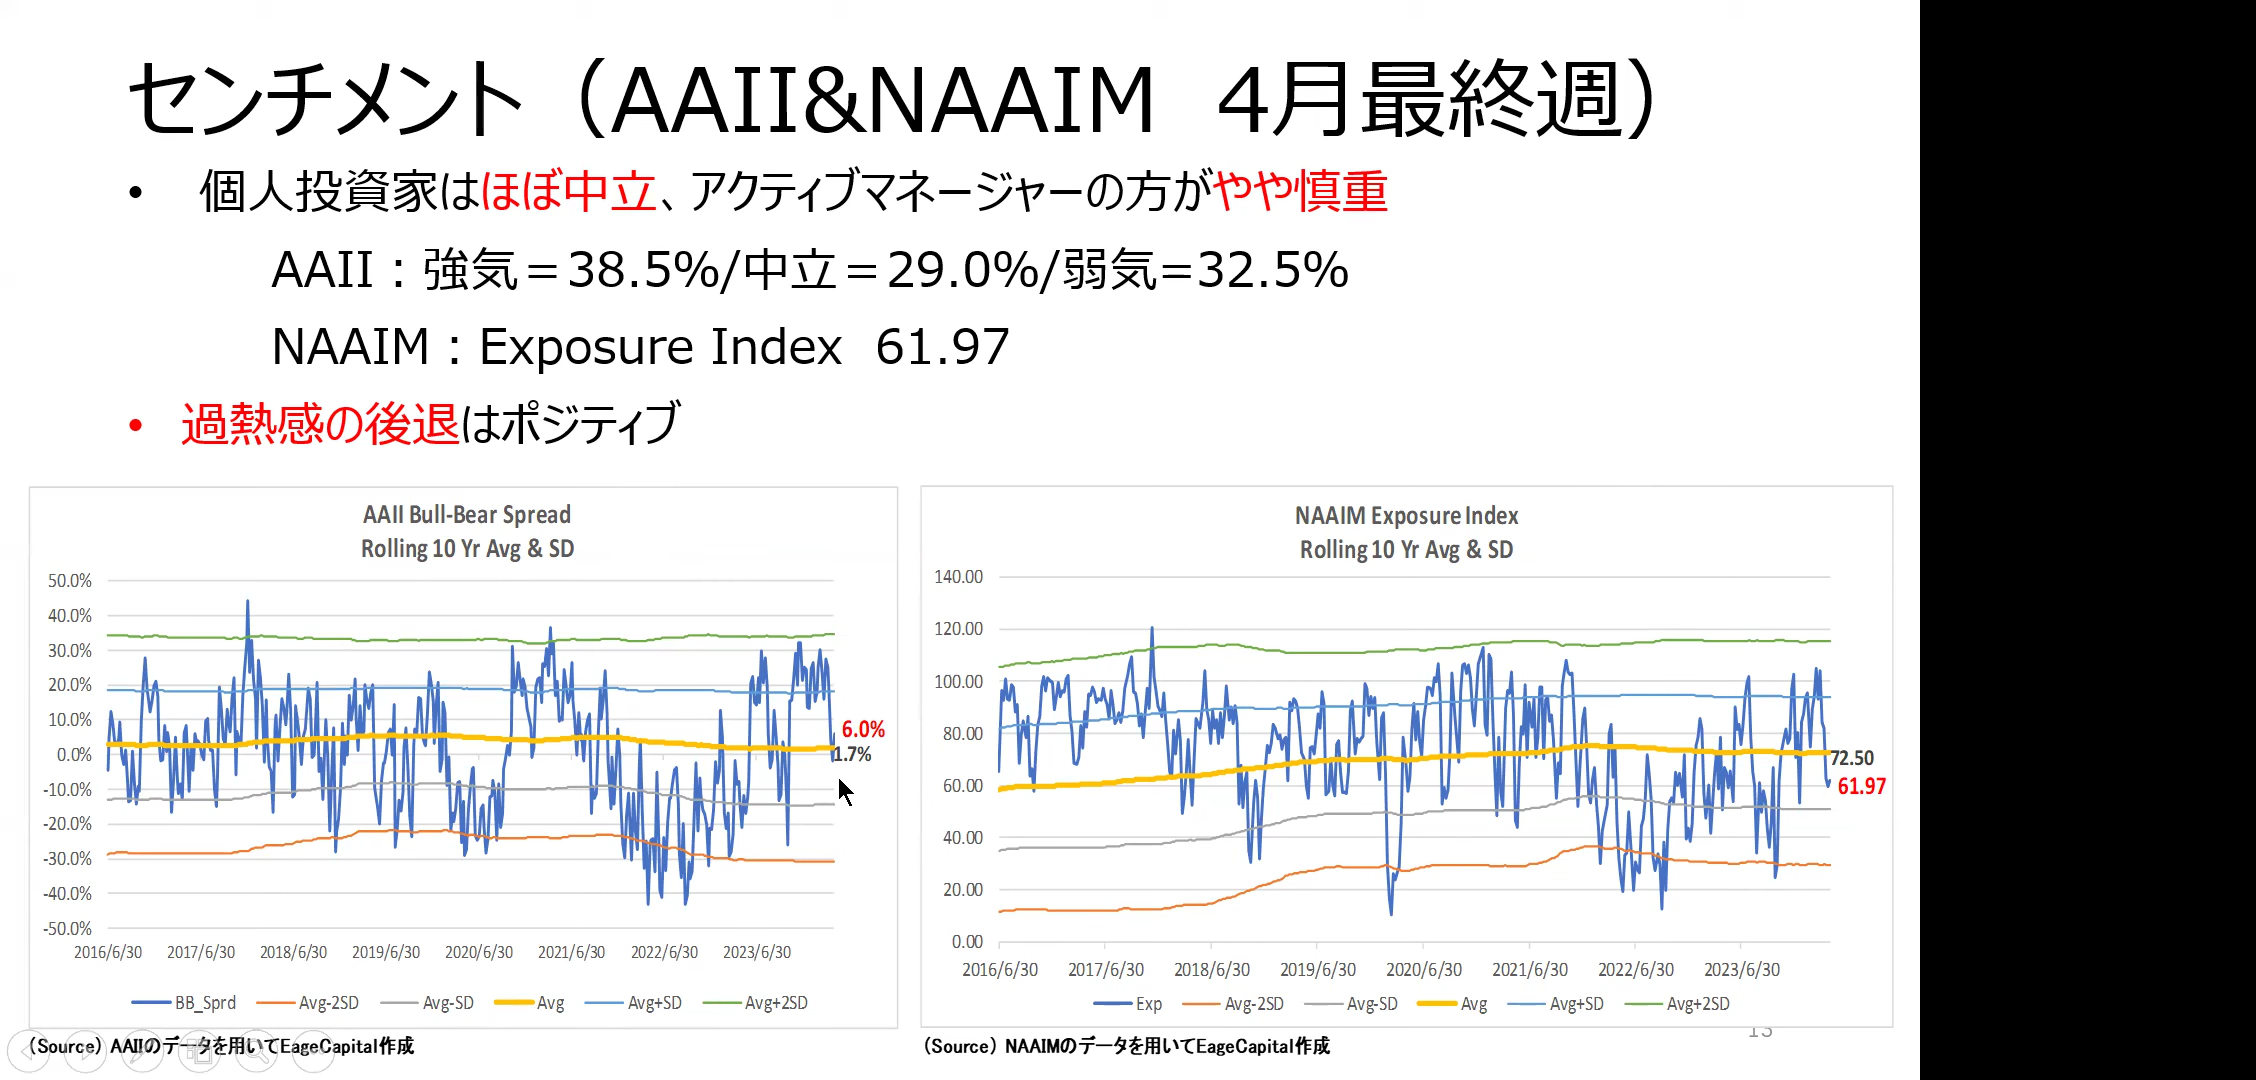 センチメント（AAII&NAAIM　4月最終週）
• 個人投資家はほぼ中立、アクティブマネージャーの方がやや慎重
AAII：強気＝38.5%/中立＝29.0%/弱気=32.5%
NAAIM：Exposure Index 61.97
• 過熱感の後退はポジティブ
AAII Bull-Bear Spread
Rolling 10 Yr Avg & SD
50.0%
40.0%
30.0%
20.0%
10.0%
0.0%
-10.0%
-20.0%
-30.0%
-40.0%
-50.0%
6.0%
1.7%
2016/6/30 2017/6/30 2018/6/30 2019/6/30 2020/6/30 2021/6/30 2022/6/30 2023/6/30
BB_Sprd Avg-2SD Avg-SD Avg Avg+SD Avg+2SD
（Source）AAIIのデータを用いてEageCapital作成
NAAIM Exposure Index
Rolling 10 Yr Avg & SD
140.00
120.00
100.00
80.00
60.00
40.00
20.00
0.00
72.50
61.97
2016/6/30 2017/6/30 2018/6/30 2019/6/30 2020/6/30 2021/6/30 2022/6/30 2023/6/30
Exp Avg-2SD Avg-SD Avg Avg+SD Avg+2SD
（Source）NAAIMのデータを用いてEageCapital作成